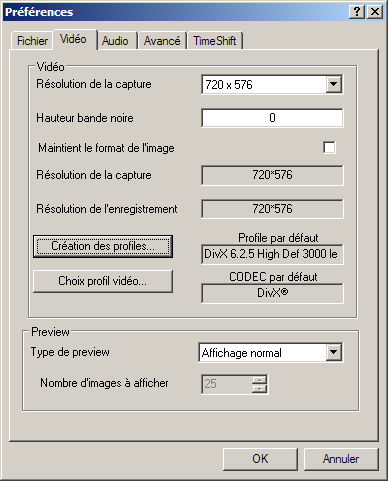 Préférences
Fichier Vidéo Audio Avancé TimeShift
Vidéo
Résolution de la capture 720 x 576
Hauteur bande noire 0
Maintient le format de l'image
Résolution de la capture 720*576
Résolution de l'enregistrement 720*576
Profile par défaut
Création des profiles... DivX 6.2.5 High Def 3000 le
CODEC par défaut
Choix profil vidéo... DivX®
Preview
Type de preview Affichage normal
Nombre d'images à afficher 25
OK Annuler